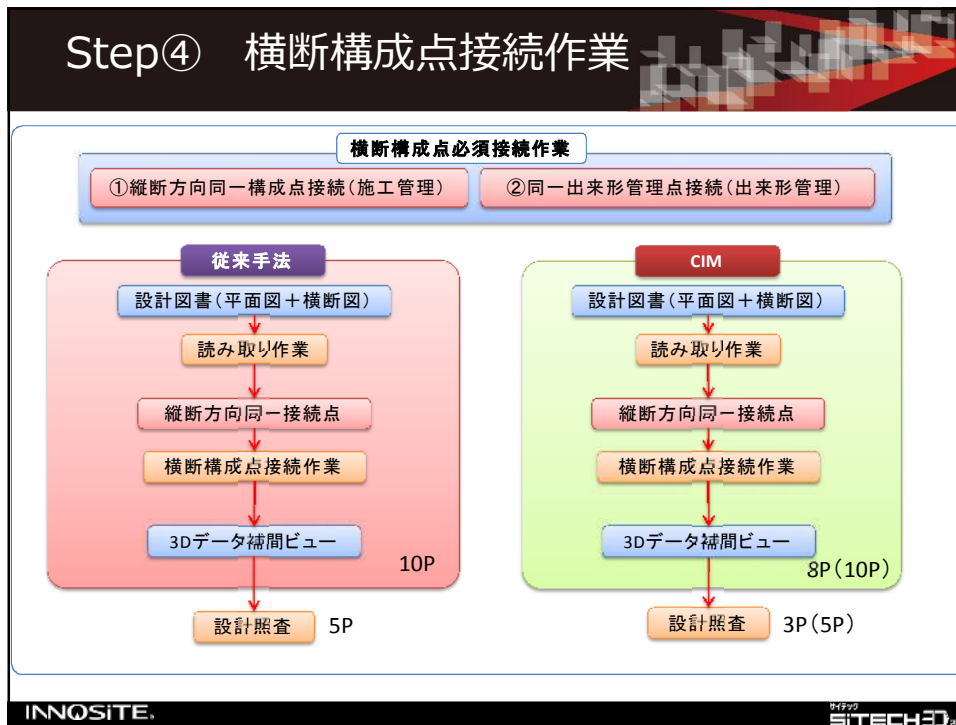 Step④ 横断構成点接続作業
横断構成点必須接続作業
①縦断方向同一構成点接続(施工管理)
②同一出来形管理点接続(出来形管理)
従来手法
設計図書(平面図＋横断図)
読み取り作業
縦断方向同一接続点
横断構成点接続作業
3Dデータ補間ビュー
10P
設計照査
5P
CIM
設計図書(平面図＋横断図)
読み取り作業
縦断方向同一接続点
横断構成点接続作業
3Dデータ補間ビュー
8P(10P)
設計照査
3P(5P)
INNOSiTE.
サイテック
SiTECH3D